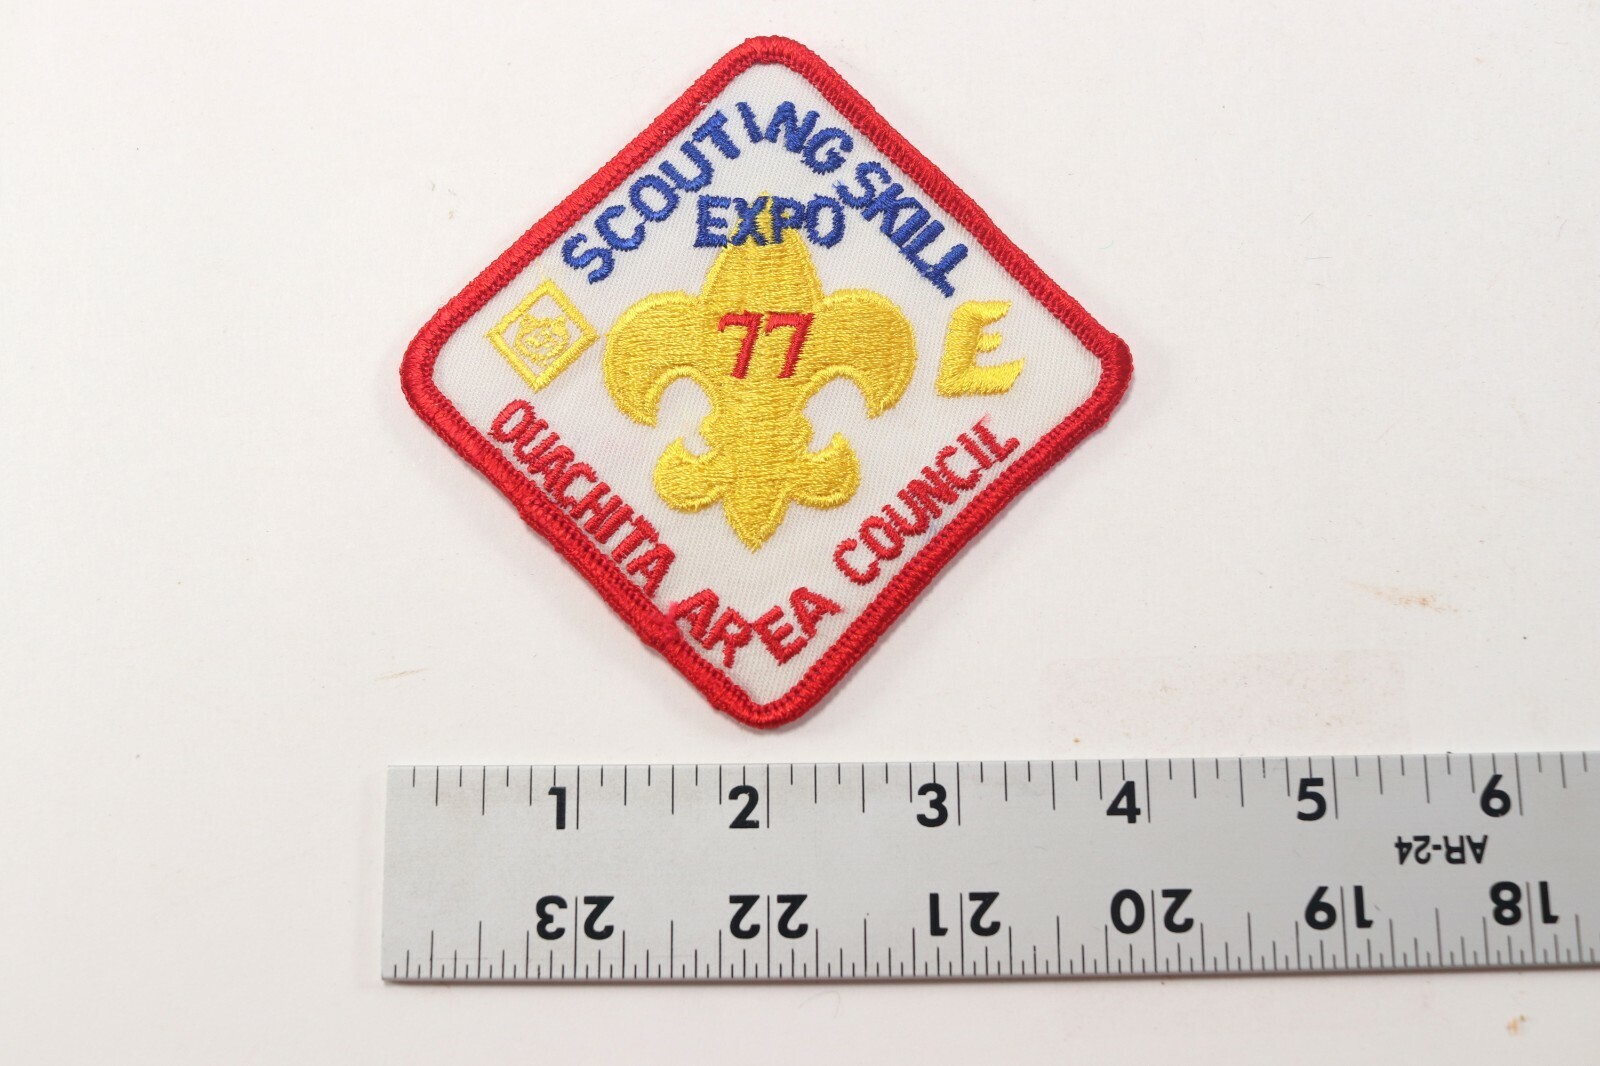 SCOUTING SKILL
EXPO
77
E
OUACHITA AREA COUNCIL
1 2 3 4 5 6
AR-24
23 22 21 20 19 18